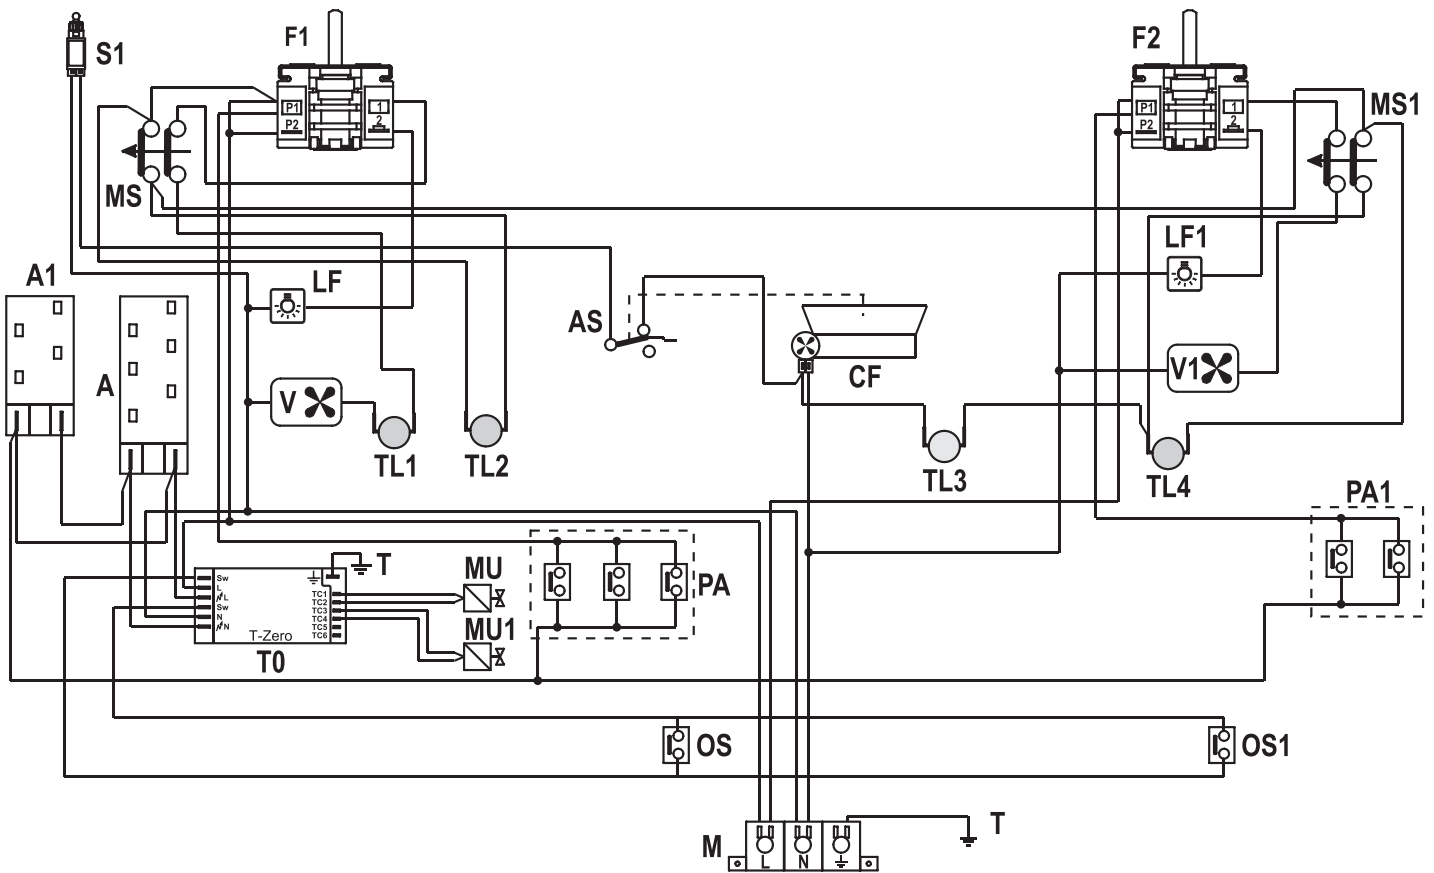 F1
F2
S1
MS1
P1
P2
1
2
P1
P2
1
2
MS
LF1
A1
LF
AS
A
V
CF
V1
TL1
TL2
TL3
TL4
PA1
T
MU
PA
Sw
L
L
Sw
N
N
TC1
TC2
TC3
TC4
TC5
TC6
T-Zero
T0
MU1
OS
OS1
M
L
N
T